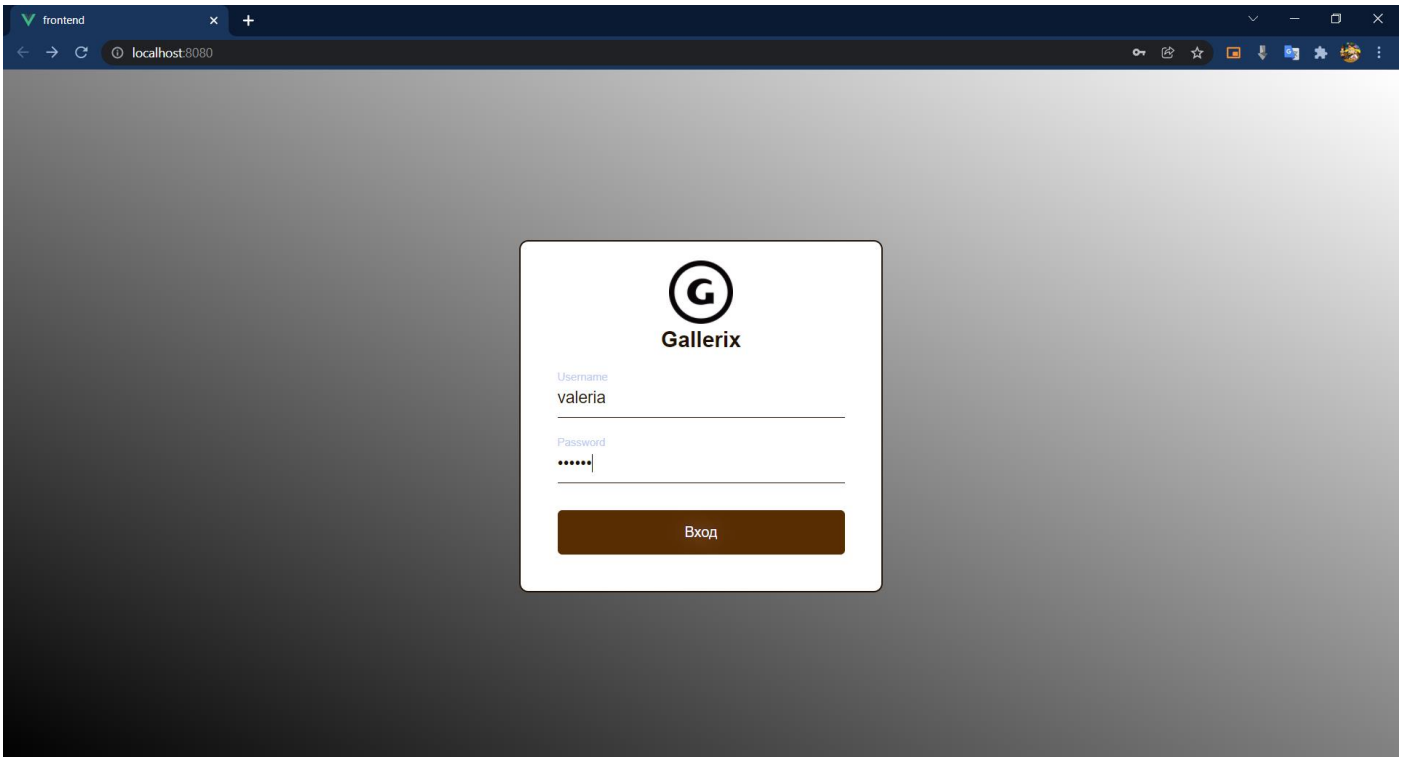 frontend
localhost:8080
G
Gallerix
Username
valeria
Password
••••••
Вход